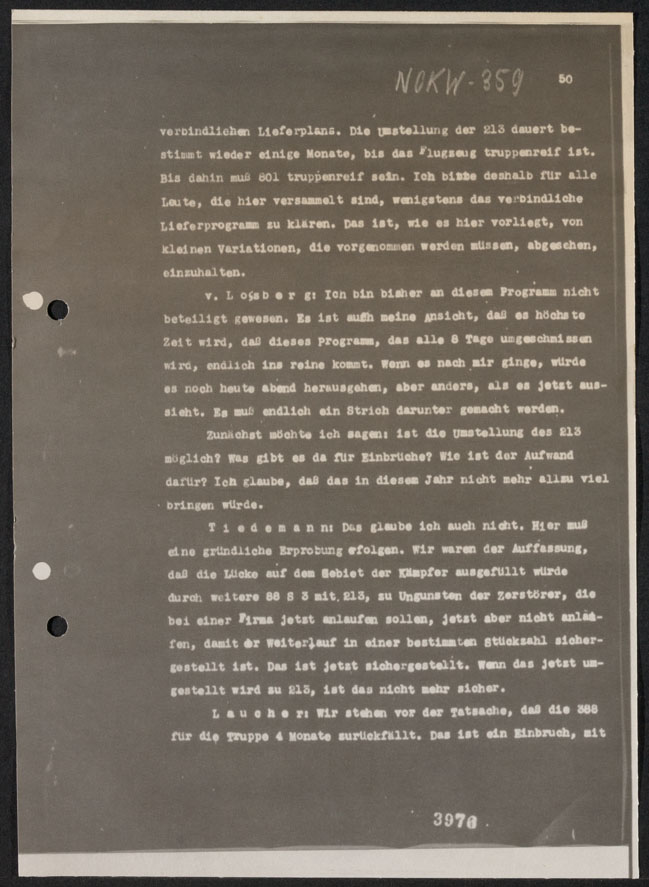 NOKW-359 50
verbindlichen Lieferplans. Die Umstellung der 213 dauert be-
stimmt wieder einige Monate, bis das Flugzeug truppenreif ist.
Bis dahin muß 801 truppenreif sein. Ich bitte deshalb für alle
Leute, die hier versammelt sind, wenigstens das verbindliche
Lieferprogramm zu klären. Das ist, wie es hier vorliegt, von
kleinen Variationen, die vorgenommen werden müssen, abgesehen,
einzuhalten.
v. L o s s b e r g: Ich bin bisher an diesem Programm nicht
beteiligt gewesen. Es ist auch meine Ansicht, daß es höchste
Zeit wird, daß dieses Programm, das alle 8 Tage umgeschmissen
wird, endlich ins reine kommt. Wenn es nach mir ginge, würde
es noch heute abend herausgehen, aber anders, als es jetzt aus-
sieht. Es muß endlich ein Strich darunter gemacht werden.
Zunächst möchte ich sagen: ist die Umstellung des 213
möglich? Was gibt es da für Einbrüche? Wie ist der Aufwand
dafür? Ich glaube, daß das in diesem Jahr nicht mehr allzu viel
bringen würde.
T i e d e m a n n: Das glaube ich auch nicht. Hier muß
eine gründliche Erprobung erfolgen. Wir waren der Auffassung,
daß die Lücke auf dem Gebiet der Kämpfer ausgefüllt würde
durch weitere 88 S 3 mit 213, zu Ungunsten der Zerstörer, die
bei einer Firma jetzt anlaufen sollen, jetzt aber nicht anlau-
fen, damit der Weiterlauf in einer bestimmten Stückzahl sicher-
gestellt ist. Das ist jetzt sichergestellt. Wenn das jetzt um-
gestellt wird zu 213, ist das nicht mehr sicher.
L a u c h e r: Wir stehen vor der Tatsache, daß die 388
für die Truppe 4 Monate zurückfällt. Das ist ein Einbruch, mit
3976.